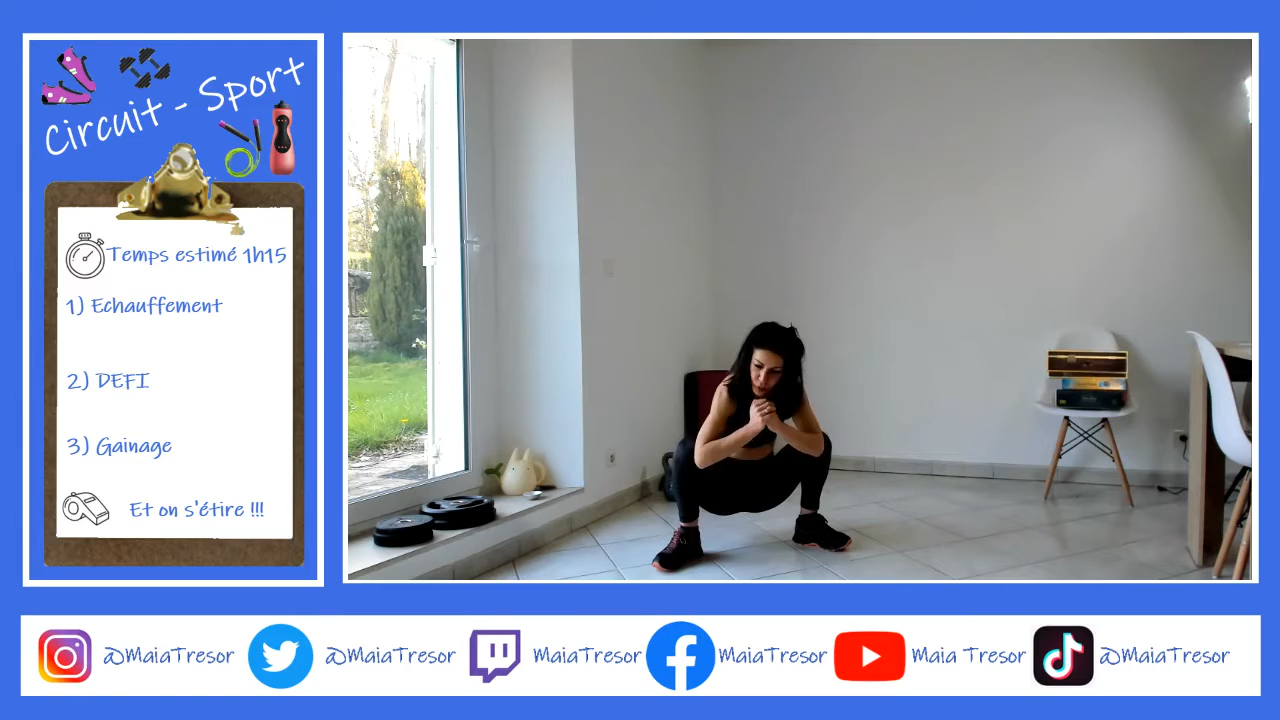 Circuit - Sport
Temps estimé 1h15
1) Echauffement
2) DEFI
3) Gainage
Et on s'étire !!!
@MaiaTresor
@MaiaTresor
MaiaTresor
MaiaTresor
Maia Tresor
@MaiaTresor